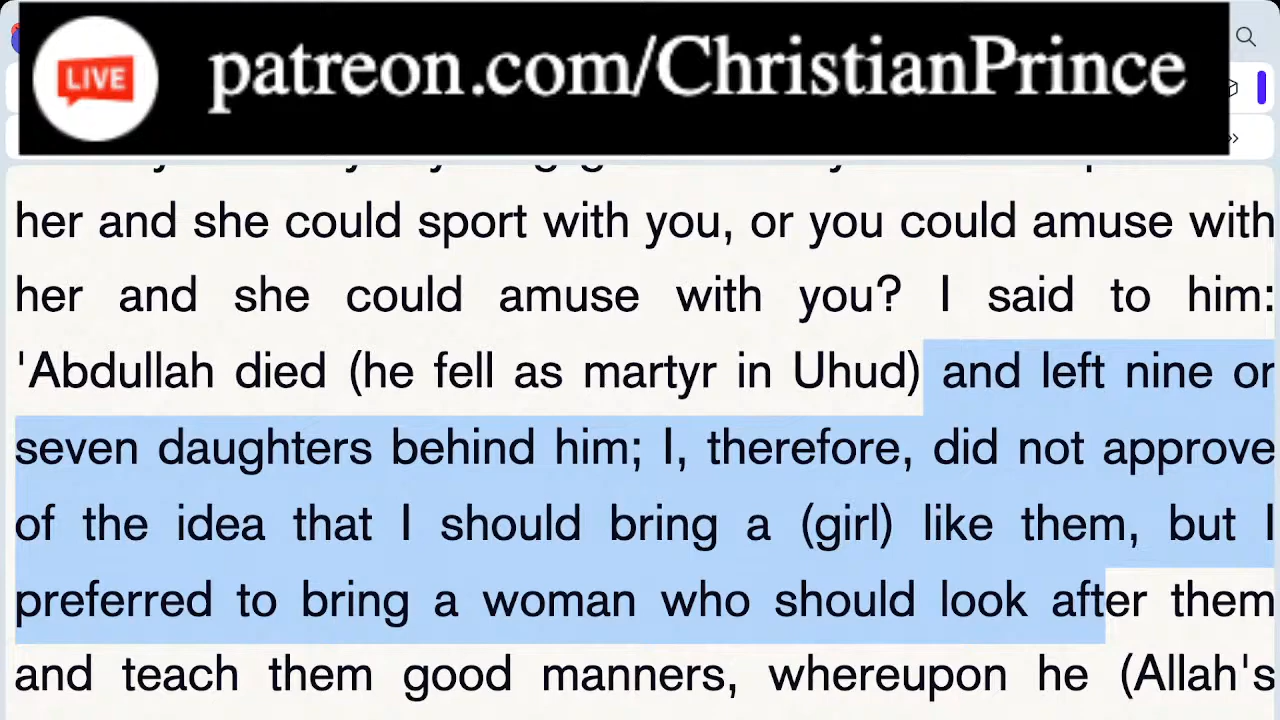 LIVE
patreon.com/ChristianPrince
her and she could sport with you, or you could amuse with
her and she could amuse with you? I said to him:
'Abdullah died (he fell as martyr in Uhud) and left nine or
seven daughters behind him; I, therefore, did not approve
of the idea that I should bring a (girl) like them, but I
preferred to bring a woman who should look after them
and teach them good manners, whereupon he (Allah's